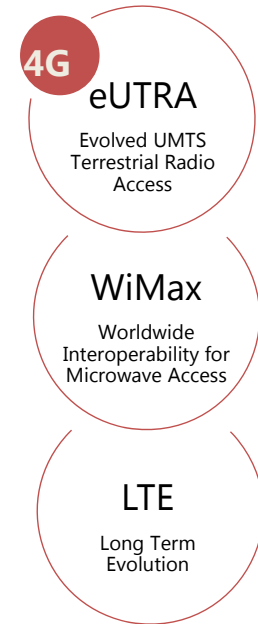 4G
eUTRA
Evolved UMTS
Terrestrial Radio
Access
WiMax
Worldwide
Interoperability for
Microwave Access
LTE
Long Term
Evolution